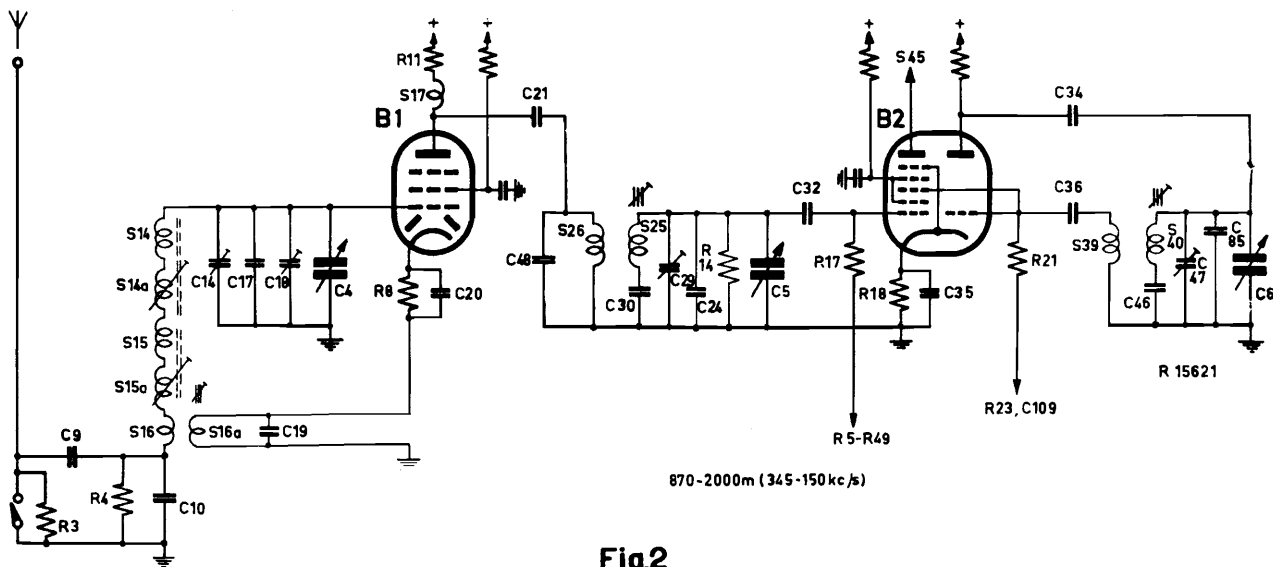 +
+
+
+
R11
S17
B1
C21
S45
B2
C34
S14
S14a
S15
S15a
S16
S16a
C14
C17
C18
C4
R8
C20
C19
C9
R4
C10
R3
C48
S26
S25
C30
C29
C24
R
14
C5
C32
R17
R18
C35
R21
C36
S39
S
40
C46
C
47
C
85
C6
R5-R49
R23, C109
R 15621
870-2000m (345-150kc/s)
Fig.2